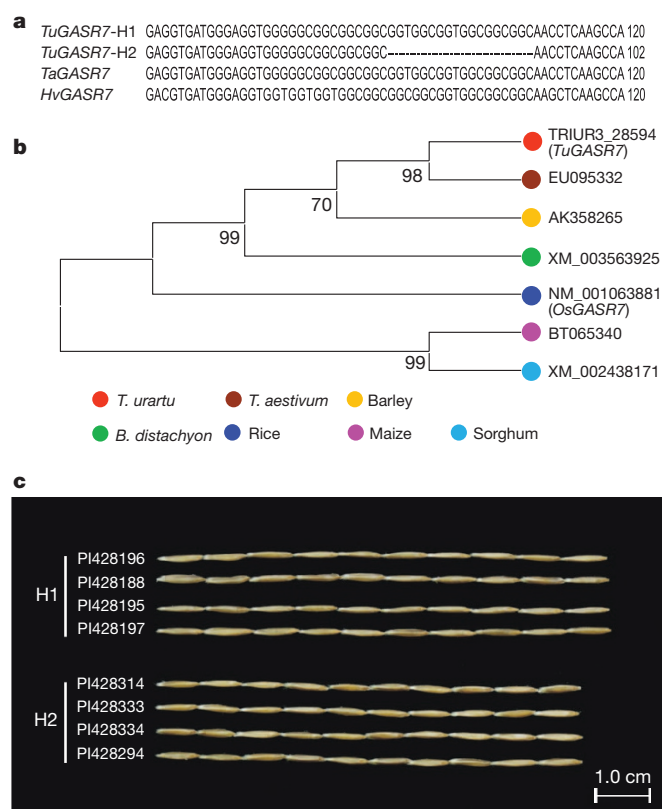 a
TuGASR7-H1 GAGGTGATGGGAGGTGGGGGCGGCGGCGGCGGTGGCGGTGGCGGCGGCAACCTCAAGCCA 120
TuGASR7-H2 GAGGTGATGGGAGGTGGGGGCGGCGGCGGC------------------AACCTCAAGCCA 102
TaGASR7 GAGGTGATGGGAGGTGGGGGCGGCGGCGGCGGTGGCGGTGGCGGCGGCAACCTCAAGCCA 120
HvGASR7 GACGTGATGGGAGGTGGTGGTGGTGGCGGCGGCGGCGGTGGCGGCGGCAAGCTCAAGCCA 120
b
TRIUR3_28594
(TuGASR7)
98
EU095332
70
AK358265
99
XM_003563925
NM_001063881
(OsGASR7)
BT065340
99
XM_002438171
T. urartu T. aestivum Barley
B. distachyon Rice Maize Sorghum
c
H1
PI428196
PI428188
PI428195
PI428197
H2
PI428314
PI428333
PI428334
PI428294
1.0 cm